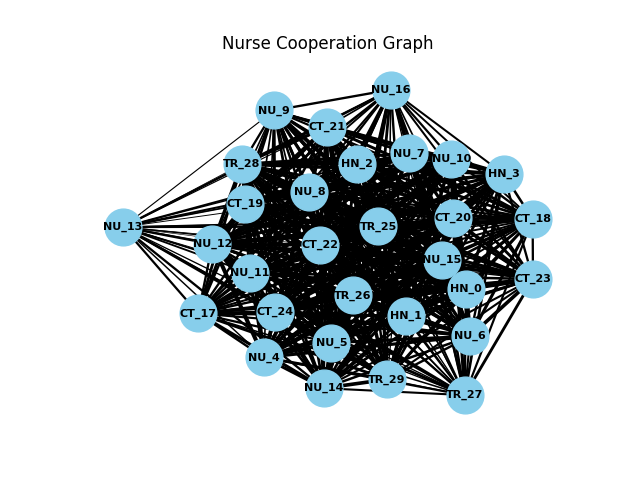 Nurse Cooperation Graph
NU_16
NU_9
CT_21
NU_7
NU_10
TR_28
HN_2
HN_3
NU_8
CT_19
CT_20
CT_18
TR_25
NU_13
NU_12
CT_22
NU_15
NU_11
CT_23
HN_0
TR_26
CT_24
CT_17
HN_1
NU_6
NU_5
NU_4
TR_29
NU_14
TR_27